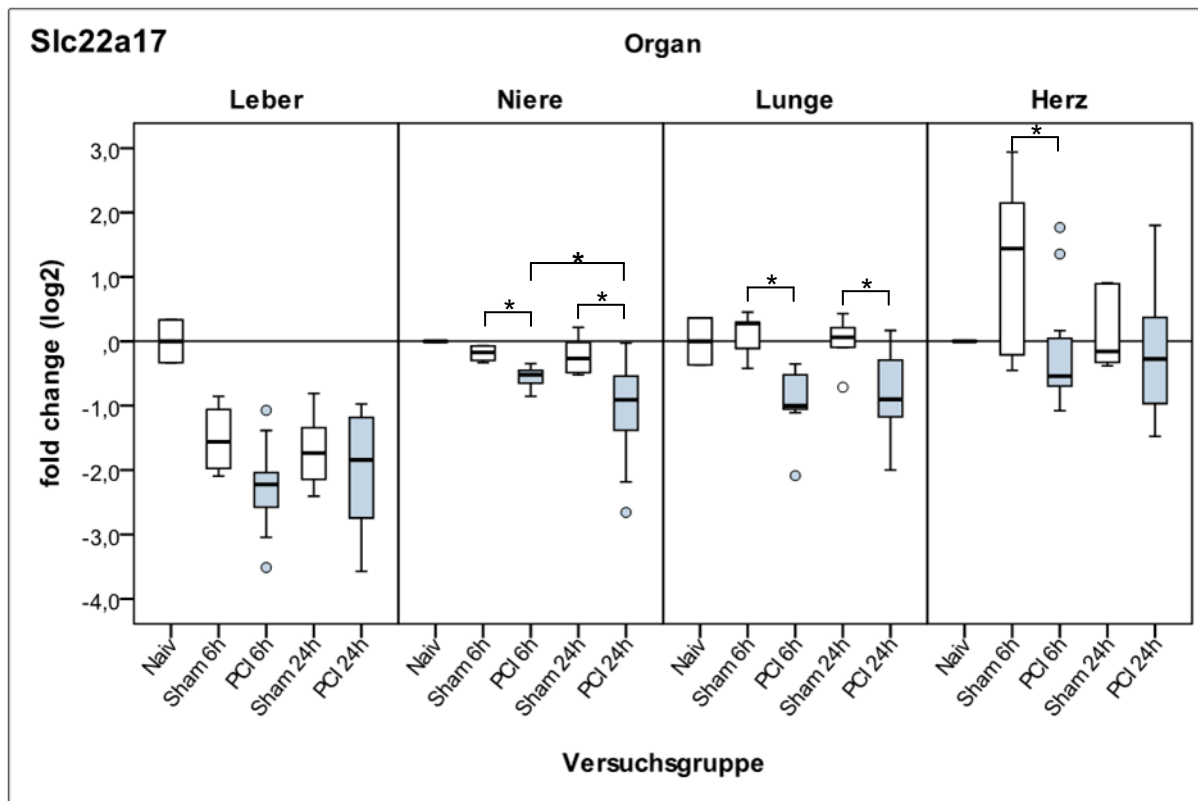 Slc22a17
Organ
Leber Niere Lunge Herz
fold change (log2)
3,0
2,0
1,0
,0
-1,0
-2,0
-3,0
-4,0
* * * * * *
Naiv Sham 6h PCI 6h Sham 24h PCI 24h Naiv Sham 6h PCI 6h Sham 24h PCI 24h Naiv Sham 6h PCI 6h Sham 24h PCI 24h Naiv Sham 6h PCI 6h Sham 24h PCI 24h
Versuchsgruppe